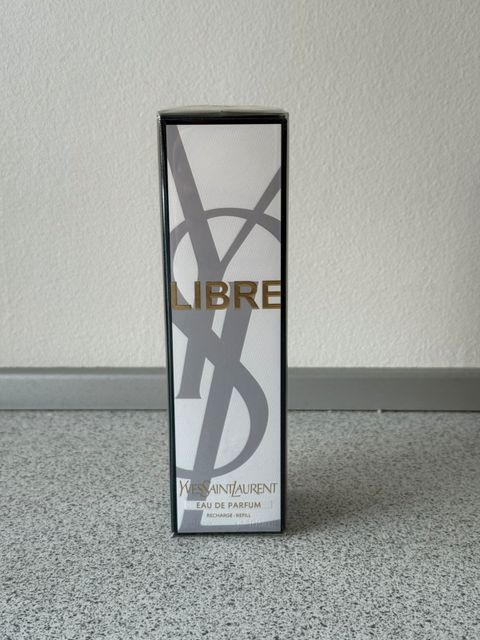 LIBRE
YVESSAINTLAURENT
EAU DE PARFUM
RECHARGE - REFILL